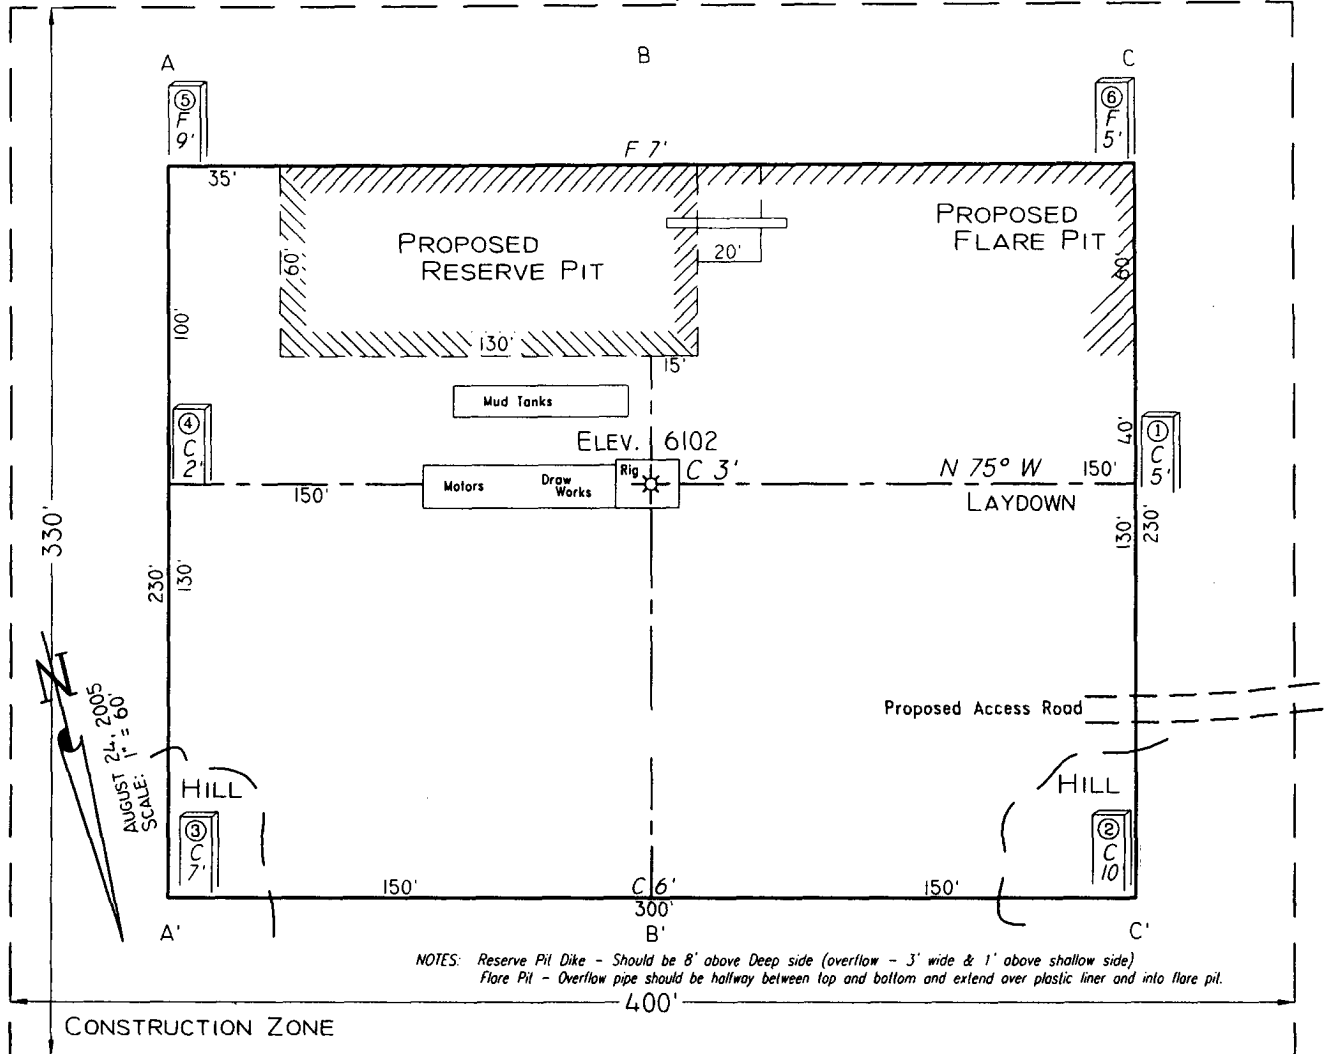 A
B
C
⑤
F
9'
⑥
F
5'
F 7'
35'
PROPOSED
FLARE PIT
PROPOSED
RESERVE PIT
60'
20'
60'
100'
130'
15'
Mud Tanks
④
C
2'
ELEV. 6102
40'
①
C
5'
Rig
C 3'
N 75° W
150'
Motors
Draw
Works
150'
LAYDOWN
330'
130'
230'
230'
130'
N
AUGUST 24, 2005
SCALE: 1" = 60'
Proposed Access Road
HILL
HILL
③
C
7'
②
C
10
150'
C 6'
150'
300'
A'
B'
C'
NOTES: Reserve Pit Dike - Should be 8' above Deep side (overflow - 3' wide & 1' above shallow side)
Flare Pit - Overflow pipe should be halfway between top and bottom and extend over plastic liner and into flare pit.
400'
CONSTRUCTION ZONE